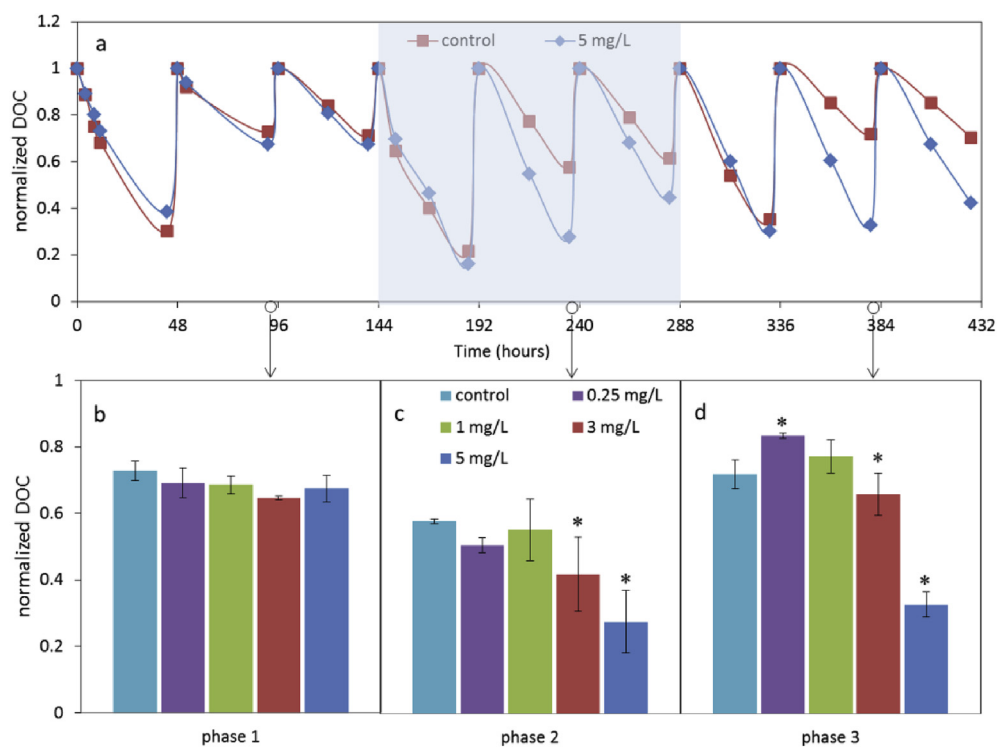 1.2
1
0.8
0.6
0.4
0.2
0
normalized DOC
a
control
5 mg/L
0
48
96
144
192
240
288
336
384
432
Time (hours)
1
0.8
0.6
0.4
0.2
0
normalized DOC
b
c
control
0.25 mg/L
1 mg/L
3 mg/L
5 mg/L
*
*
d
*
*
*
phase 1
phase 2
phase 3